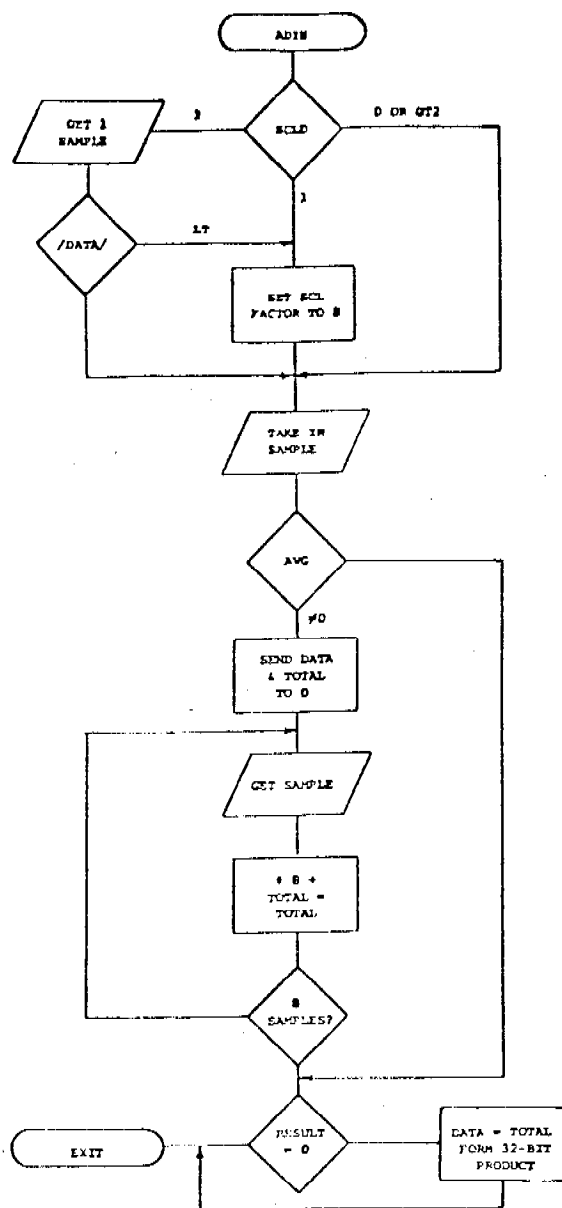 ADIN
GET 1
SAMPLE
2
SCLD
0 OR GT2
1
/DATA/
LT
SET SCL
FACTOR TO 8
TAKE IN
SAMPLE
AVG
≠0
SEND DATA
& TOTAL
TO 0
GET SAMPLE
+ 8 +
TOTAL =
TOTAL
8
SAMPLES?
RESULT
= 0
EXIT
DATA = TOTAL
FORM 32-BIT
PRODUCT